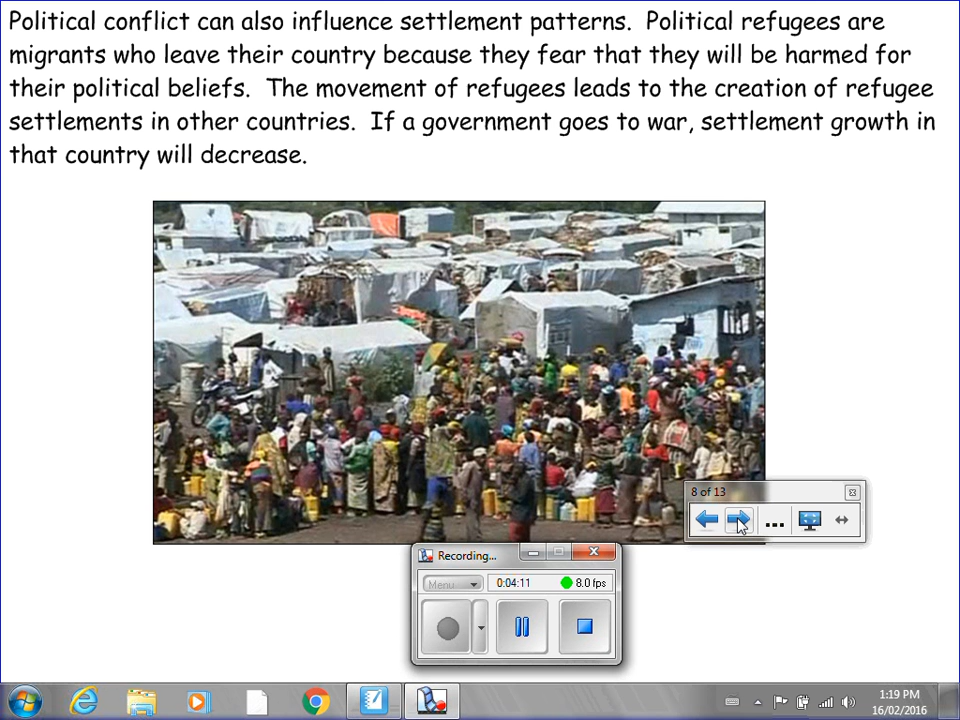 Political conflict can also influence settlement patterns.  Political refugees are
migrants who leave their country because they fear that they will be harmed for
their political beliefs.  The movement of refugees leads to the creation of refugee
settlements in other countries.  If a government goes to war, settlement growth in
that country will decrease.
8 of 13
...
Recording...
Menu
0:04:11
8.0 fps
1:19 PM
16/02/2016